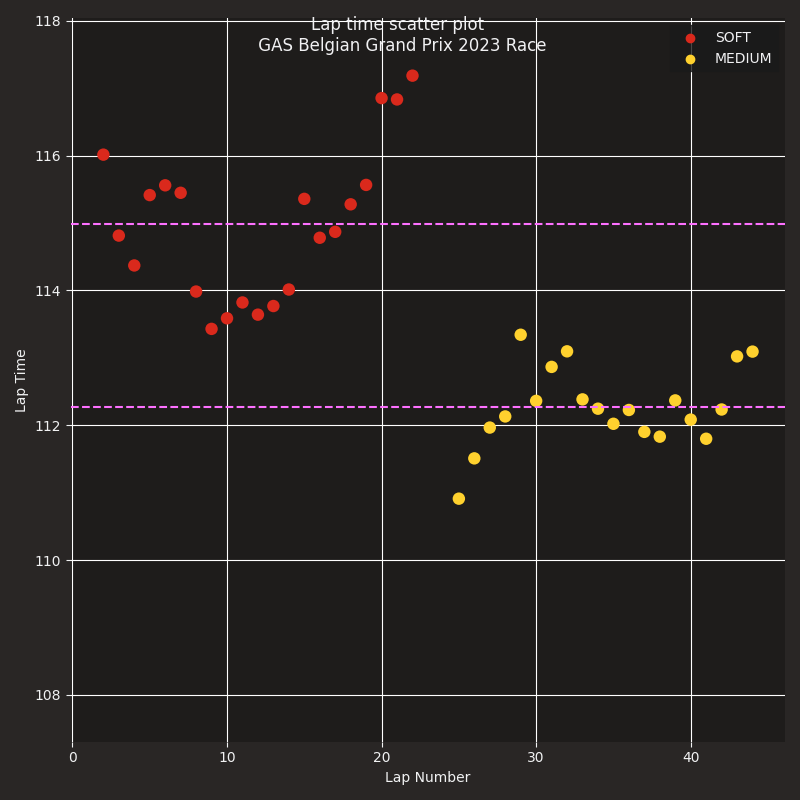 Lap time scatter plot
GAS Belgian Grand Prix 2023 Race
SOFT
MEDIUM
118
116
114
112
110
108
Lap Time
0 10 20 30 40
Lap Number